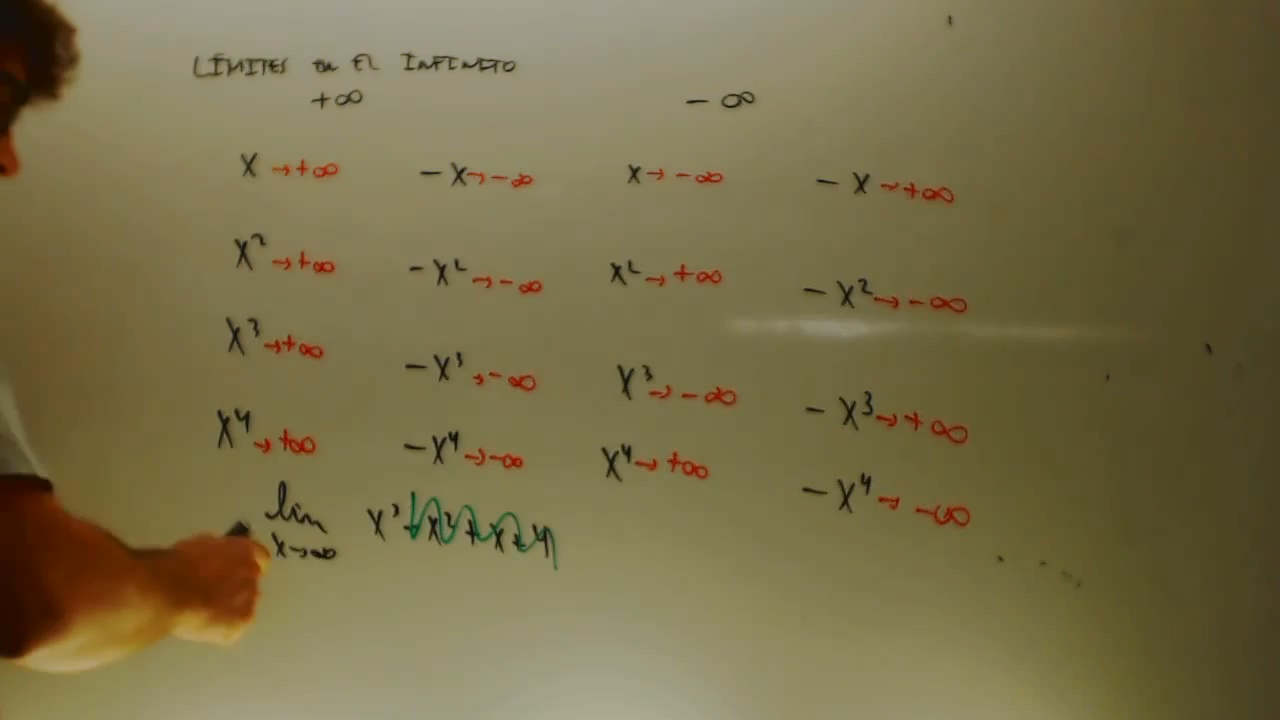 LÍMITES EN EL INFINITO
+∞ - ∞
X → +∞ - X → -∞ X → -∞ - X → +∞
X² → +∞ - X² → -∞ X² → +∞ - X² → -∞
X³ → +∞ - X³ → -∞ X³ → -∞ - X³ → +∞
X⁴ → +∞ - X⁴ → -∞ X⁴ → +∞ - X⁴ → -∞
lim X³ + X² + X + 4
X → ∞